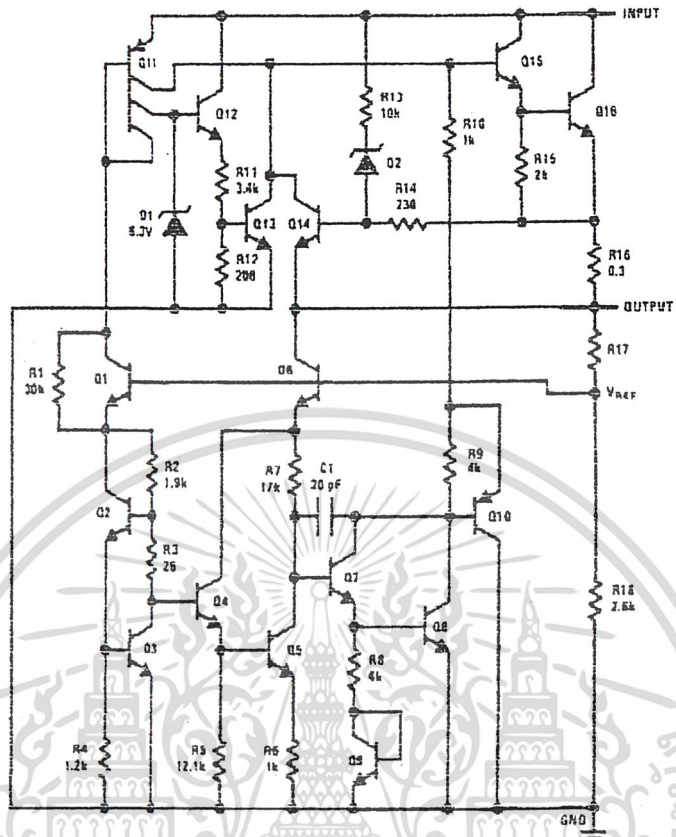 INPUT
Q11
Q15
Q12
R13
10k
Q16
R10
1k
D2
R11
3.4k
R15
2k
R14
230
D1
6.3V
Q13
Q14
R12
200
R16
0.3
OUTPUT
R1
30k
Q1
Q6
R17
VREF
R2
1.9k
R7
17k
C1
20 pF
R9
4k
Q2
Q10
R3
26
Q7
Q4
R18
2.6k
Q3
Q5
R8
4k
Q8
R4
1.2k
R5
12.1k
R6
1k
Q9
GND